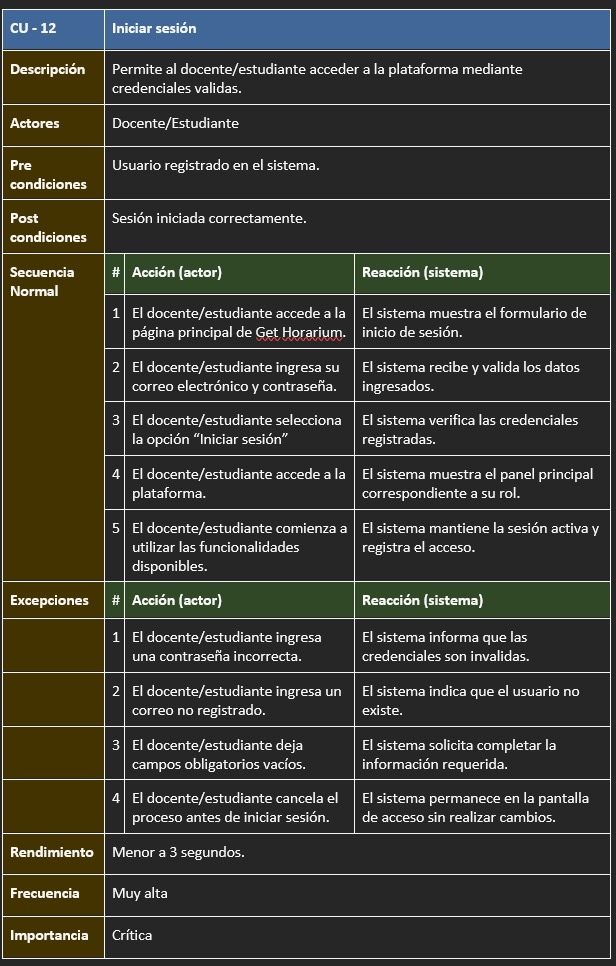 CU - 12
Iniciar sesión
Descripción
Permite al docente/estudiante acceder a la plataforma mediante
credenciales validas.
Actores
Docente/Estudiante
Pre
condiciones
Usuario registrado en el sistema.
Post
condiciones
Sesión iniciada correctamente.
Secuencia
Normal
#
Acción (actor)
Reacción (sistema)
1
El docente/estudiante accede a la
página principal de Get Horarium.
El sistema muestra el formulario de
inicio de sesión.
2
El docente/estudiante ingresa su
correo electrónico y contraseña.
El sistema recibe y valida los datos
ingresados.
3
El docente/estudiante selecciona
la opción “Iniciar sesión”
El sistema verifica las credenciales
registradas.
4
El docente/estudiante accede a la
plataforma.
El sistema muestra el panel principal
correspondiente a su rol.
5
El docente/estudiante comienza a
utilizar las funcionalidades
disponibles.
El sistema mantiene la sesión activa y
registra el acceso.
Excepciones
#
Acción (actor)
Reacción (sistema)
1
El docente/estudiante ingresa
una contraseña incorrecta.
El sistema informa que las
credenciales son invalidas.
2
El docente/estudiante ingresa un
correo no registrado.
El sistema indica que el usuario no
existe.
3
El docente/estudiante deja
campos obligatorios vacíos.
El sistema solicita completar la
información requerida.
4
El docente/estudiante cancela el
proceso antes de iniciar sesión.
El sistema permanece en la pantalla
de acceso sin realizar cambios.
Rendimiento
Menor a 3 segundos.
Frecuencia
Muy alta
Importancia
Crítica